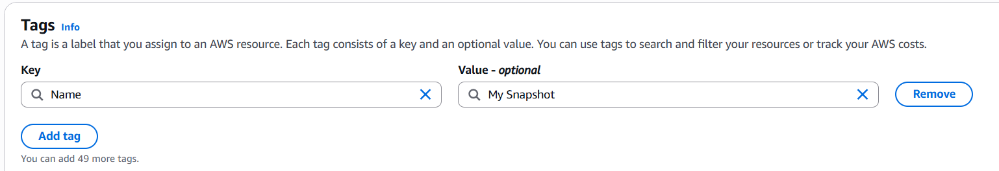 Tags Info
A tag is a label that you assign to an AWS resource. Each tag consists of a key and an optional value. You can use tags to search and filter your resources or track your AWS costs.
Key Value - optional
Name My Snapshot Remove
Add tag
You can add 49 more tags.